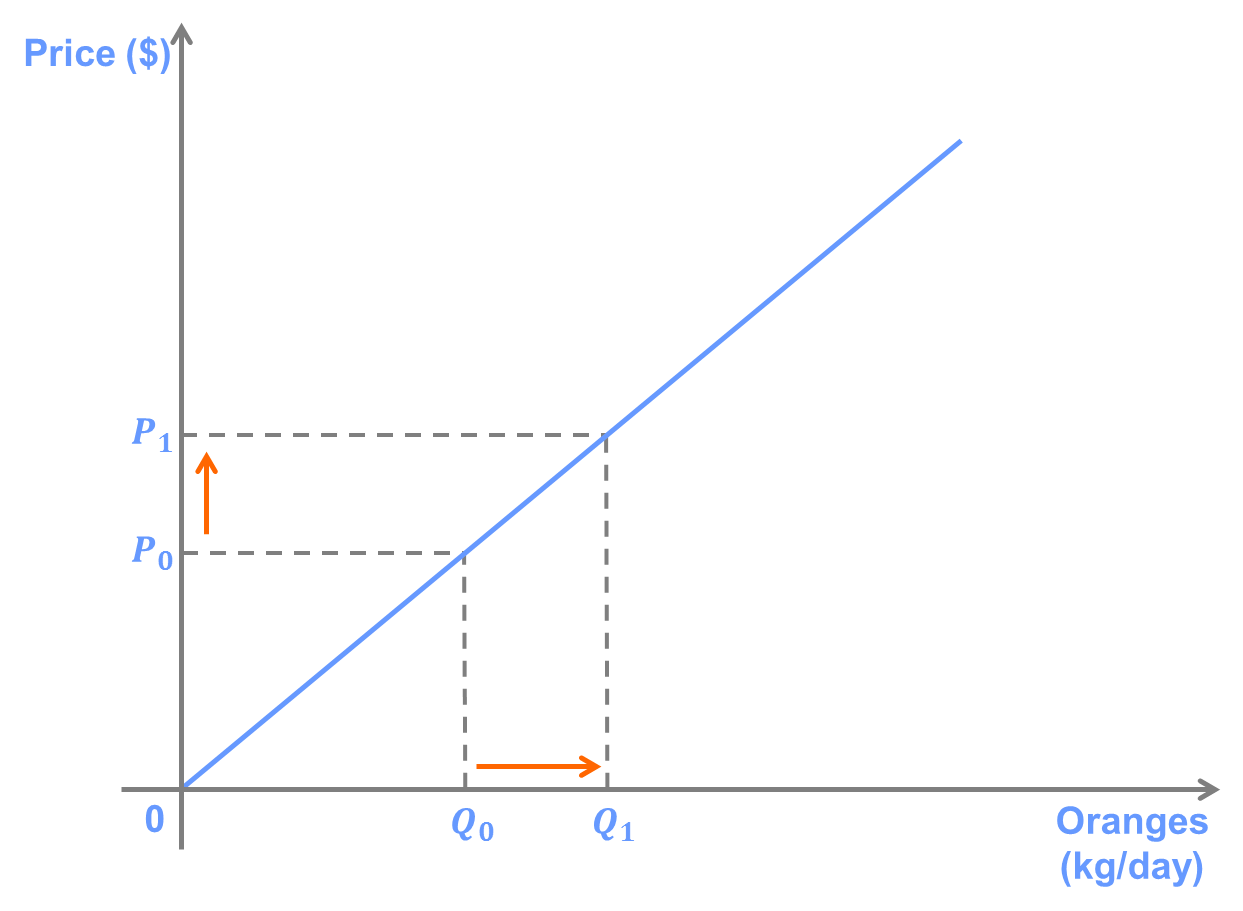 Price ($)
P₁
P₀
0
Q₀
Q₁
Oranges
(kg/day)